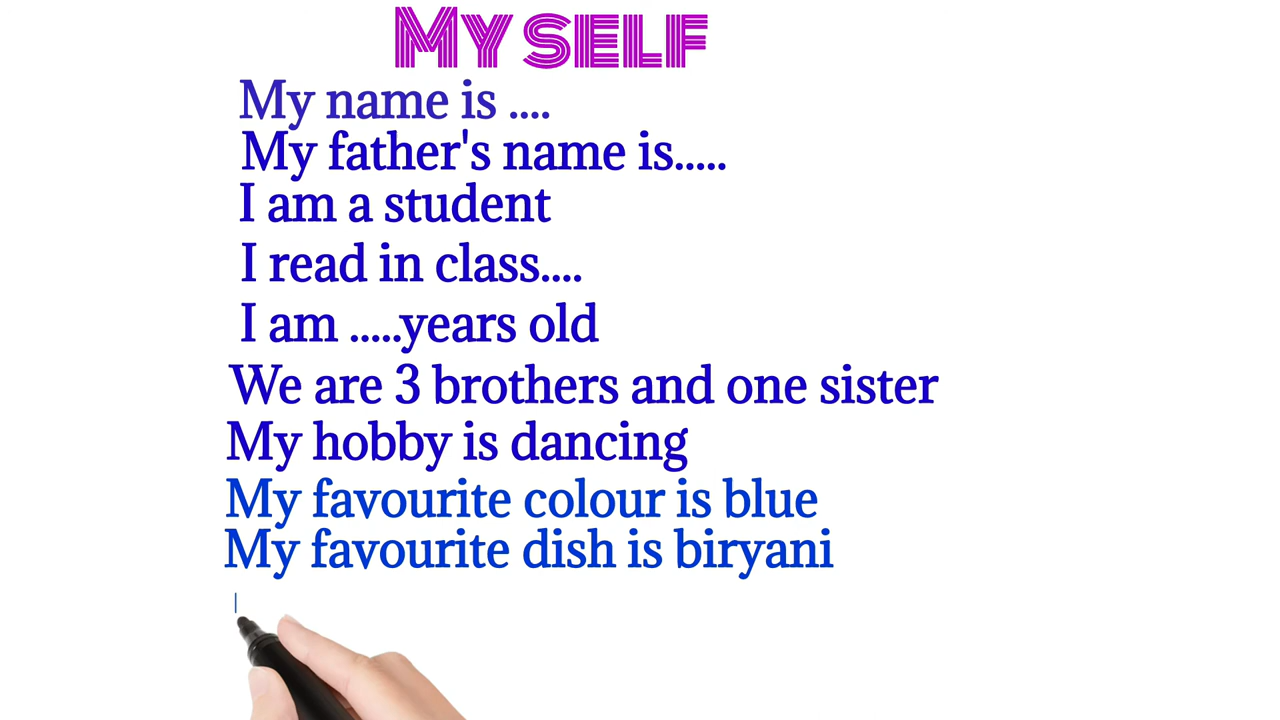 My self
My name is ....
My father's name is.....
I am a student
I read in class....
I am .....years old
We are 3 brothers and one sister
My hobby is dancing
My favourite colour is blue
My favourite dish is biryani